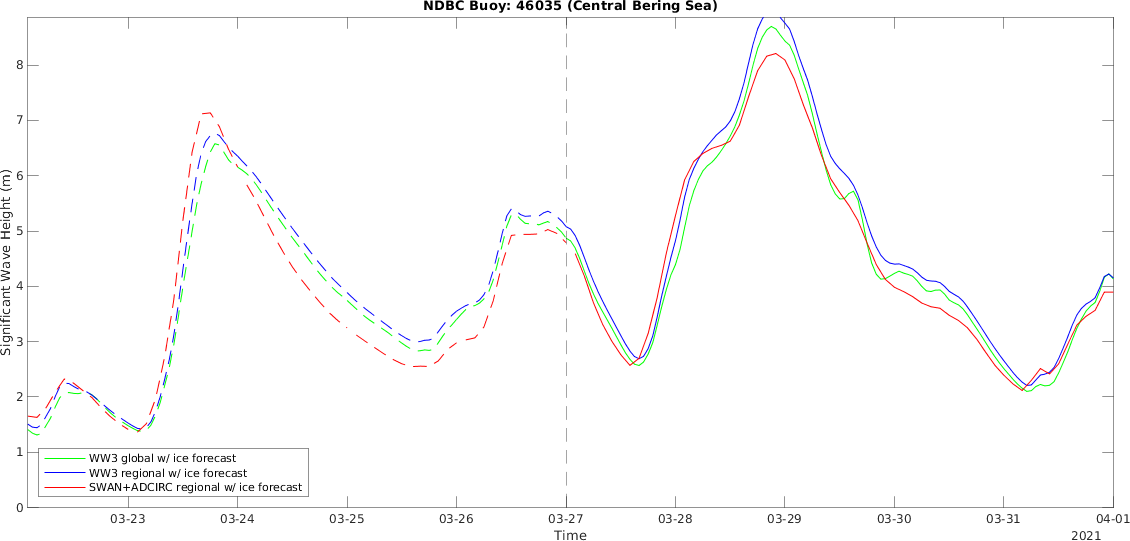 NDBC Buoy: 46035 (Central Bering Sea)
Significant Wave Height (m)
8
7
6
5
4
3
2
1
0
WW3 global w/ ice forecast
WW3 regional w/ ice forecast
SWAN+ADCIRC regional w/ ice forecast
03-23 03-24 03-25 03-26 03-27 03-28 03-29 03-30 03-31 04-01
Time
2021